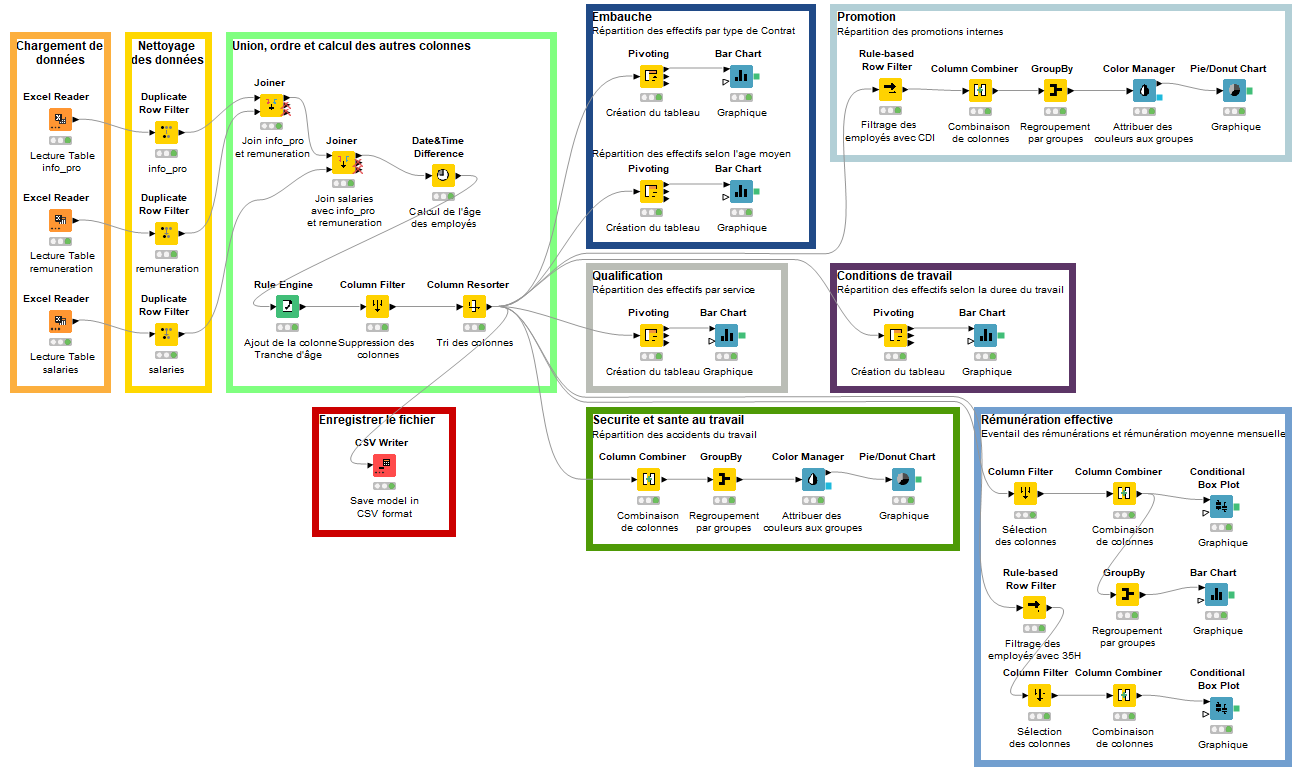 Chargement de
données
Excel Reader
Lecture Table
info_pro
Excel Reader
Lecture Table
remuneration
Excel Reader
Lecture Table
salaries
Nettoyage
des données
Duplicate
Row Filter
info_pro
Duplicate
Row Filter
remuneration
Duplicate
Row Filter
salaries
Union, ordre et calcul des autres colonnes
Joiner
Join info_pro
et remuneration
Joiner
Join salaries
avec info_pro
et remuneration
Date&Time
Difference
Calcul de l'âge
des employés
Rule Engine
Ajout de la colonne
Tranche d'âge
Column Filter
Suppression des
colonnes
Column Resorter
Tri des colonnes
Enregistrer le fichier
CSV Writer
Save model in
CSV format
Embauche
Répartition des effectifs par type de Contrat
Pivoting
Création du tableau
Bar Chart
Graphique
Répartition des effectifs selon l'age moyen
Pivoting
Création du tableau
Bar Chart
Graphique
Promotion
Répartition des promotions internes
Rule-based
Row Filter
Filtrage des
employés avec CDI
Column Combiner
Combinaison
de colonnes
GroupBy
Regroupement
par groupes
Color Manager
Attribuer des
couleurs aux groupes
Pie/Donut Chart
Graphique
Qualification
Répartition des effectifs par service
Pivoting
Création du tableau
Bar Chart
Graphique
Conditions de travail
Répartition des effectifs selon la duree du travail
Pivoting
Création du tableau
Bar Chart
Graphique
Securite et sante au travail
Répartition des accidents du travail
Column Combiner
Combinaison
de colonnes
GroupBy
Regroupement
par groupes
Color Manager
Attribuer des
couleurs aux groupes
Pie/Donut Chart
Graphique
Rémunération effective
Eventail des rémunérations et rémunération moyenne mensuelle
Column Filter
Sélection
des colonnes
Column Combiner
Combinaison
de colonnes
Conditional
Box Plot
Graphique
Rule-based
Row Filter
Filtrage des
employés avec 35H
GroupBy
Regroupement
par groupes
Bar Chart
Graphique
Column Filter
Sélection
des colonnes
Column Combiner
Combinaison
de colonnes
Conditional
Box Plot
Graphique